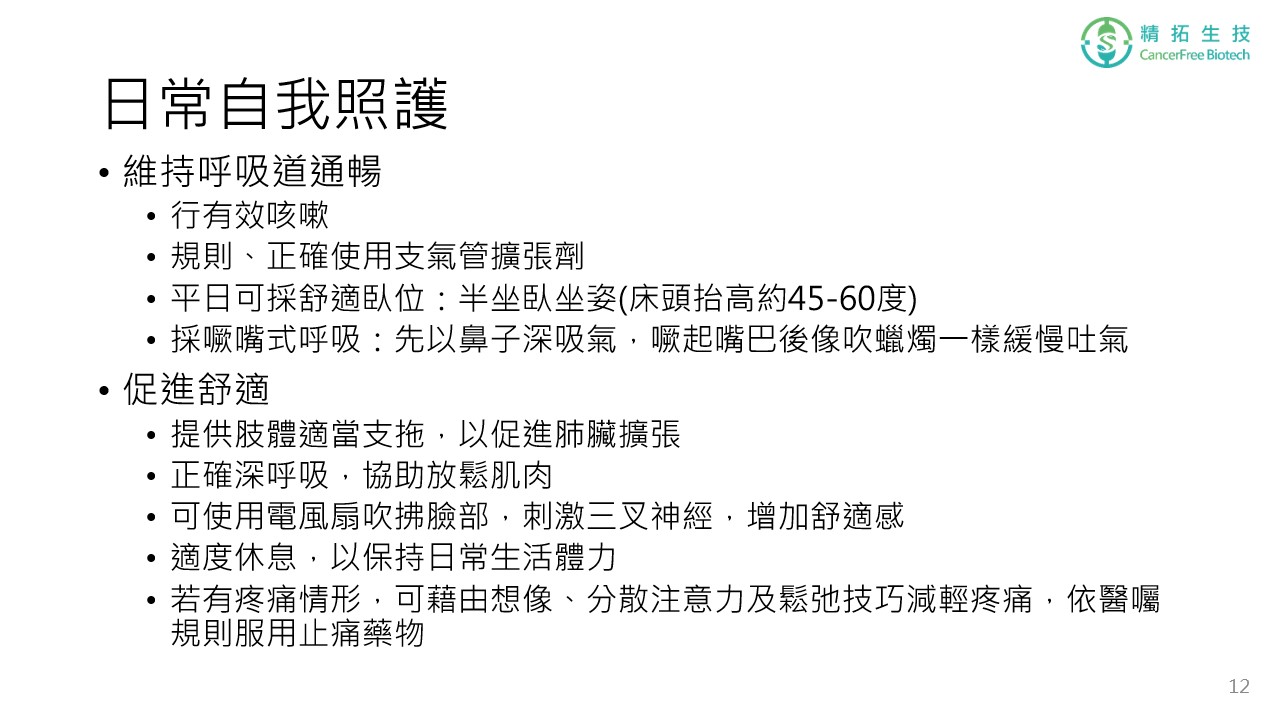 精拓生技
CancerFree Biotech
日常自我照護
• 維持呼吸道通暢
• 行有效咳嗽
• 規則、正確使用支氣管擴張劑
• 平日可採舒適臥位：半坐臥坐姿(床頭抬高約45-60度)
• 採噘嘴式呼吸：先以鼻子深吸氣，噘起嘴巴後像吹蠟燭一樣緩慢吐氣
• 促進舒適
• 提供肢體適當支拖，以促進肺臟擴張
• 正確深呼吸，協助放鬆肌肉
• 可使用電風扇吹拂臉部，刺激三叉神經，增加舒適感
• 適度休息，以保持日常生活體力
• 若有疼痛情形，可藉由想像、分散注意力及鬆弛技巧減輕疼痛，依醫囑
規則服用止痛藥物
12